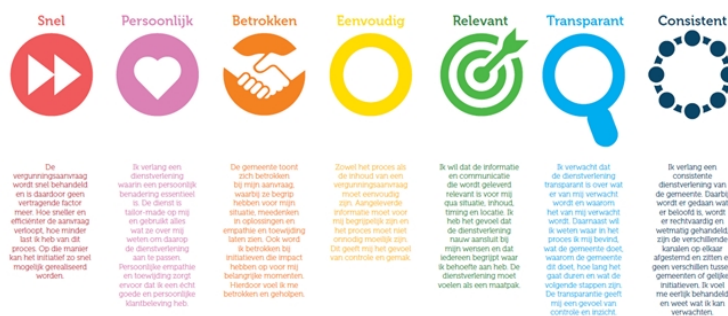 Snel
Persoonlijk
Betrokken
Eenvoudig
Relevant
Transparant
Consistent
De
vergunningsaanvraag
wordt snel behandeld
en is daardoor geen
vertragende factor
meer. Hoe sneller en
efficiënter de aanvraag
verloopt, hoe minder
last ik heb van dit
proces. Op die manier
kan het initiatief zo snel
mogelijk gerealiseerd
worden.
Ik verlang een
dienstverlening
waarin een persoonlijk
benadering essentieel
is. De dienst is
tailor-made op mij
en gebruikt alles
wat ze over mij
weten om daarop
de dienstverlening
aan te passen.
Persoonlijke empathie
en toewijding zorgt
ervoor dat ik een écht
goede en persoonlijke
klantbeleving heb.
De gemeente toont
zich betrokken
bij mijn aanvraag,
waarbij ze begrip
hebben voor mijn
situatie, meedenken
in oplossingen en
empathie en toewijding
laten zien. Ook word
ik betrokken bij
initiatieven die impact
hebben op voor mij
belangrijke momenten.
Hierdoor voel ik me
betrokken en geholpen.
Zowel het proces als
de inhoud van een
vergunningsaanvraag
moet eenvoudig
zijn. Aangeleverde
informatie moet voor
mij begrijpelijk zijn en
het proces moet niet
onnodig moeilijk zijn.
Dit geeft mij het gevoel
van controle en gemak.
Ik wil dat de informatie
en communicatie
die wordt geleverd
relevant is voor mij
qua situatie, inhoud,
timing en locatie. Ik
heb het gevoel dat
de dienstverlening
nauw aansluit bij
mijn wensen en dat
iedereen begrijpt waar
ik behoefte aan heb. De
dienstverlening moet
voelen als een maatpak.
Ik verwacht dat
de dienstverlening
transparant is over wat
er van mij verwacht
wordt en waarom
het van mij verwacht
wordt. Daarnaast wil
ik weten waar in het
proces ik mij bevind,
wat de gemeente doet,
waarom de gemeente
dit doet, hoe lang het
gaat duren en wat de
volgende stappen zijn.
De transparantie geeft
mij een gevoel van
controle en inzicht.
Ik verlang een
consistente
dienstverlening van
de gemeente. Daarbij
wordt er gedaan wat
er beloofd is, wordt
er rechtvaardig en
wetmatig gehandeld,
zijn de verschillende
kanalen op elkaar
afgestemd en zitten er
geen verschillen tussen
gemeenten of gelijke
initiatieven. Ik voel
me eerlijk behandeld
en weet wat ik kan
verwachten.